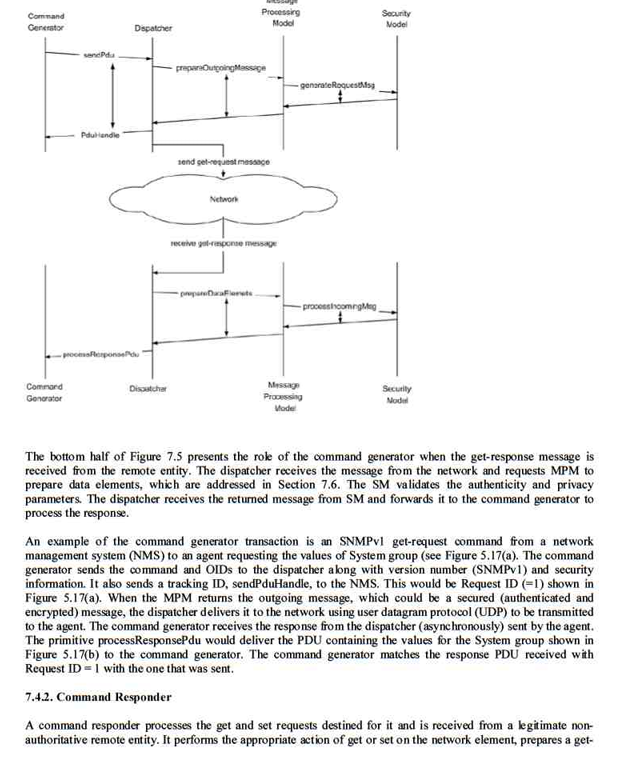 Message
Command Processing Security
Generator Dispatcher Model Model
sendPdu
prepareOutgoingMessage
generateRequestMsg
PduHandle
send get-request message
Network
receive get-response message
prepareDataElemets
processIncomingMsg
processResponsePdu
Command Dispatcher Message Security
Generator Processing Model
Model
The bottom half of Figure 7.5 presents the role of the command generator when the get-response message is
received from the remote entity. The dispatcher receives the message from the network and requests MPM to
prepare data elements, which are addressed in Section 7.6. The SM validates the authenticity and privacy
parameters. The dispatcher receives the returned message from SM and forwards it to the command generator to
process the response.
An example of the command generator transaction is an SNMPv1 get-request command from a network
management system (NMS) to an agent requesting the values of System group (see Figure 5.17(a). The command
generator sends the command and OIDs to the dispatcher along with version number (SNMPv1) and security
information. It also sends a tracking ID, sendPduHandle, to the NMS. This would be Request ID (=1) shown in
Figure 5.17(a). When the MPM returns the outgoing message, which could be a secured (authenticated and
encrypted) message, the dispatcher delivers it to the network using user datagram protocol (UDP) to be transmitted
to the agent. The command generator receives the response from the dispatcher (asynchronously) sent by the agent.
The primitive processResponsePdu would deliver the PDU containing the values for the System group shown in
Figure 5.17(b) to the command generator. The command generator matches the response PDU received with
Request ID = 1 with the one that was sent.
7.4.2. Command Responder
A command responder processes the get and set requests destined for it and is received from a legitimate non-
authoritative remote entity. It performs the appropriate action of get or set on the network element, prepares a get-